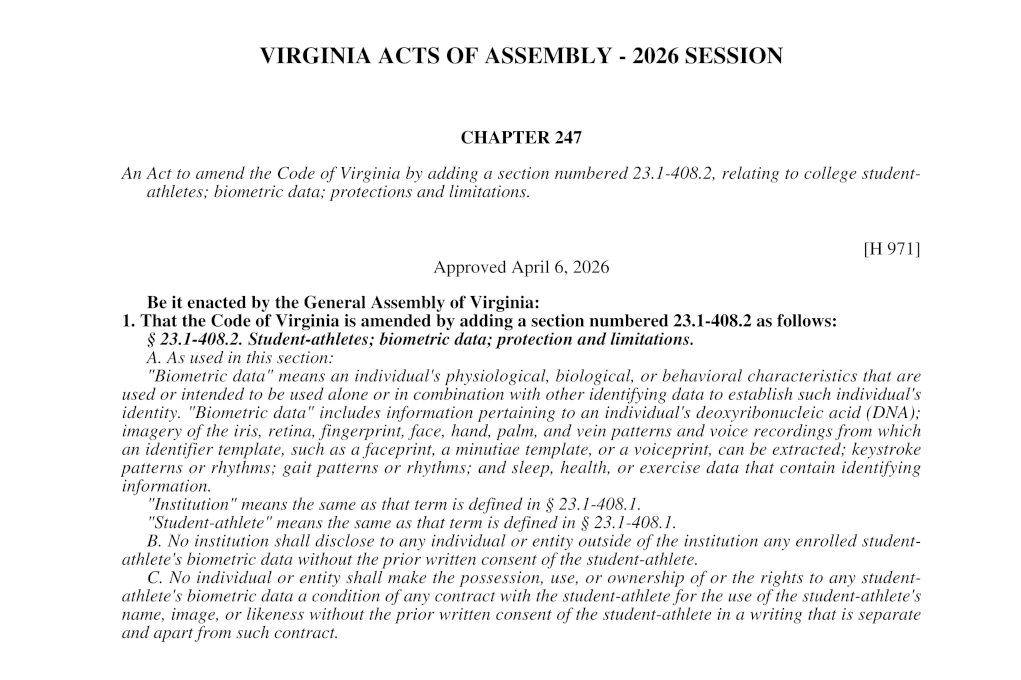 VIRGINIA ACTS OF ASSEMBLY - 2026 SESSION
CHAPTER 247
An Act to amend the Code of Virginia by adding a section numbered 23.1-408.2, relating to college student-
athletes; biometric data; protections and limitations.
[H 971]
Approved April 6, 2026
Be it enacted by the General Assembly of Virginia:
1. That the Code of Virginia is amended by adding a section numbered 23.1-408.2 as follows:
§ 23.1-408.2. Student-athletes; biometric data; protection and limitations.
A. As used in this section:
"Biometric data" means an individual's physiological, biological, or behavioral characteristics that are
used or intended to be used alone or in combination with other identifying data to establish such individual's
identity. "Biometric data" includes information pertaining to an individual's deoxyribonucleic acid (DNA);
imagery of the iris, retina, fingerprint, face, hand, palm, and vein patterns and voice recordings from which
an identifier template, such as a faceprint, a minutiae template, or a voiceprint, can be extracted; keystroke
patterns or rhythms; gait patterns or rhythms; and sleep, health, or exercise data that contain identifying
information.
"Institution" means the same as that term is defined in § 23.1-408.1.
"Student-athlete" means the same as that term is defined in § 23.1-408.1.
B. No institution shall disclose to any individual or entity outside of the institution any enrolled student-
athlete's biometric data without the prior written consent of the student-athlete.
C. No individual or entity shall make the possession, use, or ownership of or the rights to any student-
athlete's biometric data a condition of any contract with the student-athlete for the use of the student-athlete's
name, image, or likeness without the prior written consent of the student-athlete in a writing that is separate
and apart from such contract.